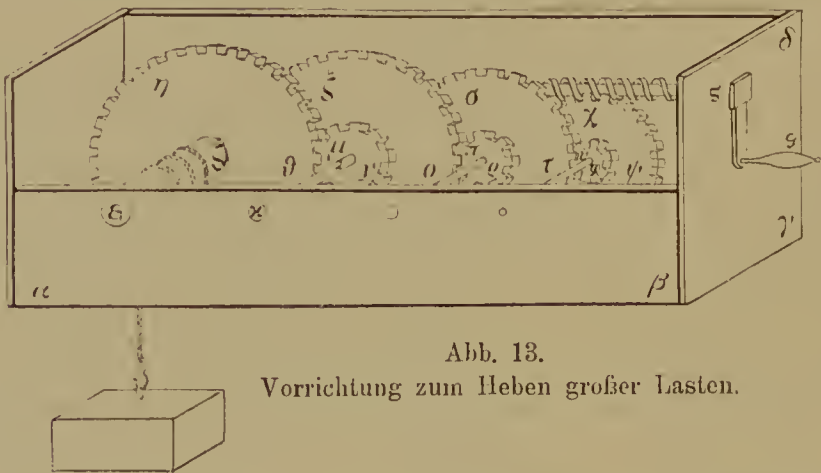 δ
η ξ σ
χ ξ
μ ς
ϑ ν ο π ρ τ ψ
γ
α β
Abb. 13.
Vorrichtung zum Heben großer Lasten.